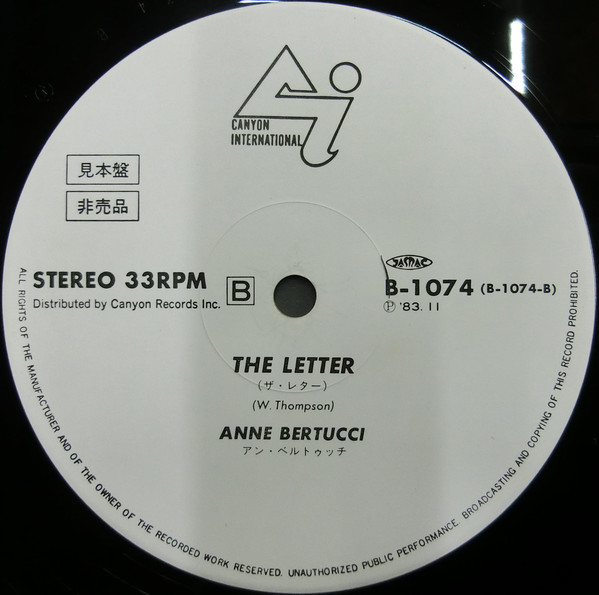 CANYON
INTERNATIONAL
見本盤
非売品
JASRAC
STEREO 33RPM
Distributed by Canyon Records Inc.
B
B-1074 (B-1074-B)
Ⓟ '83. 11
THE LETTER
(ザ・レター)
(W. Thompson)
ANNE BERTUCCI
アン・ベルトゥッチ
ALL RIGHTS OF THE MANUFACTURER AND OF THE OWNER OF THE RECORDED WORK RESERVED. UNAUTHORIZED PUBLIC PERFORMANCE. BROADCASTING AND COPYING OF THIS RECORD PROHIBITED.